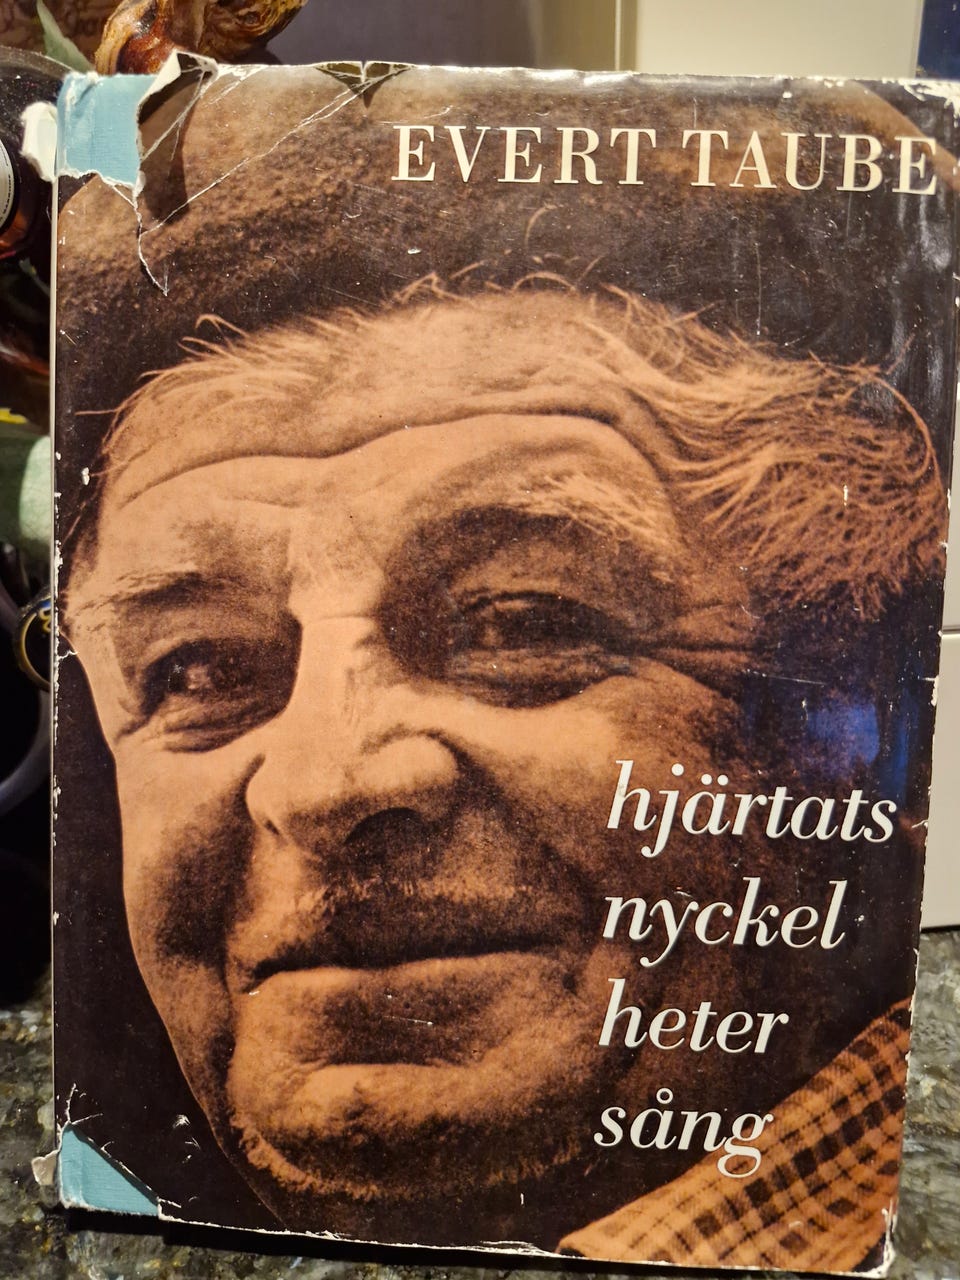 EVERT TAUBE
hjärtats
nyckel
heter
sång